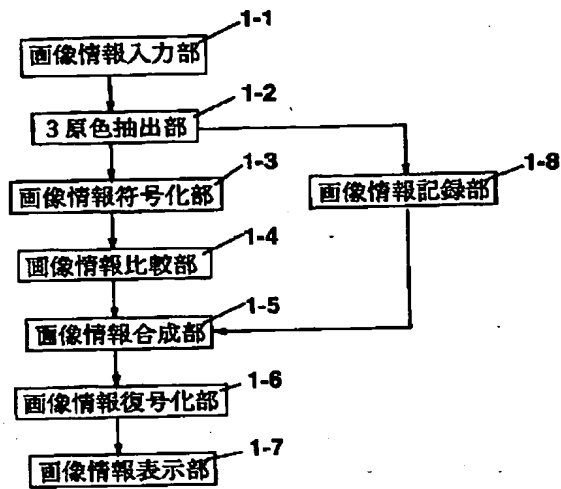 1-1
画像情報入力部
1-2
3原色抽出部
1-3
画像情報符号化部
1-8
画像情報記録部
1-4
画像情報比較部
1-5
画像情報合成部
1-6
画像情報復号化部
1-7
画像情報表示部